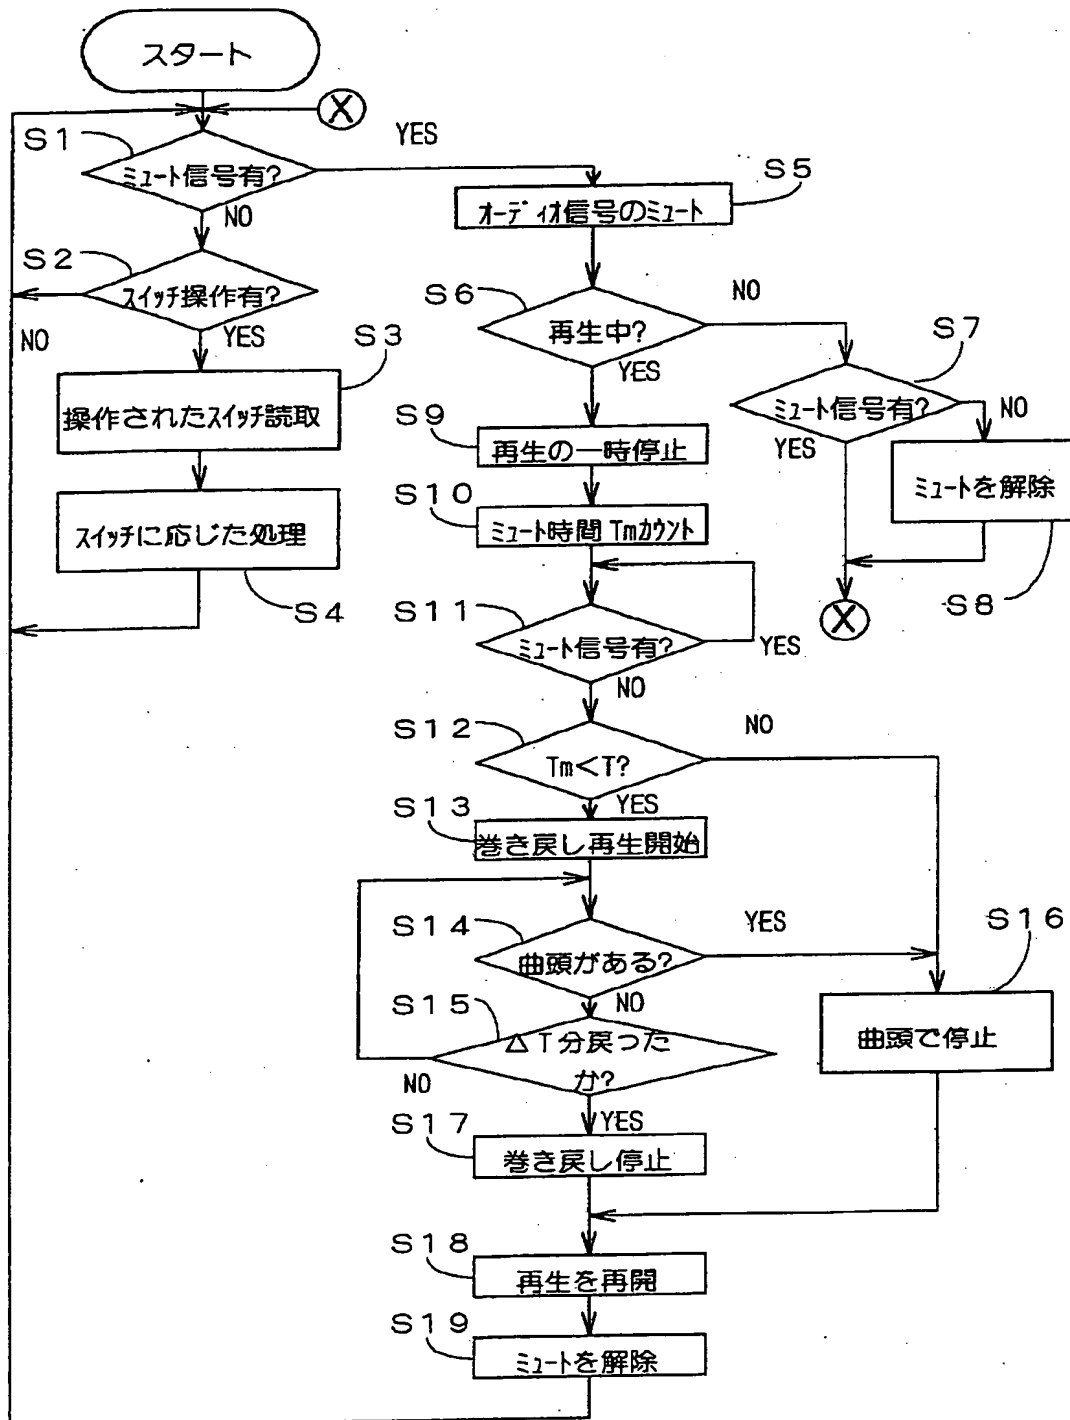 スタート
X
S1
ミュート信号有?
YES
NO
S2
スイッチ操作有?
NO
YES
S3
操作されたスイッチ読取
スイッチに応じた処理
S4
S5
オーディオ信号のミュート
S6
再生中?
NO
YES
S7
ミュート信号有?
NO
YES
ミュートを解除
S8
X
S9
再生の一時停止
S10
ミュート時間 Tmカウント
S11
ミュート信号有?
YES
NO
S12
Tm<T?
NO
YES
S13
巻き戻し再生開始
S14
曲頭がある?
YES
NO
S15
△T分戻った
か?
NO
YES
S16
曲頭で停止
S17
巻き戻し停止
S18
再生を再開
S19
ミュートを解除